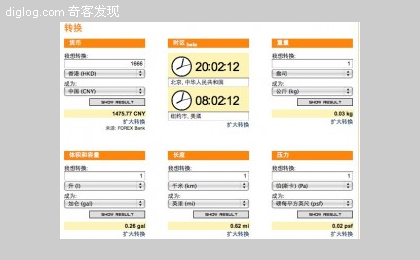 diglog.com 奇客发现
转换
货币
我想转换:
1666
香港 (HKD)
成为:
中国 (CNY)
SHOW RESULT
1475.77 CNY
扩大转换
来源: FOREX Bank
时区 beta
20:02:12
北京, 中华人民共和国
08:02:12
纽约市, 美国
扩大转换
重量
我想转换:
1
盎司
成为:
公斤 (kg)
SHOW RESULT
0.03 kg
扩大转换
体积和容量
我想转换:
1
升 (l)
成为:
加仑 (gal)
SHOW RESULT
0.26 gal
扩大转换
长度
我想转换:
1
千米 (km)
成为:
英里 (mi)
SHOW RESULT
0.62 mi
扩大转换
压力
我想转换:
1
帕(斯卡) (Pa)
成为:
磅每平方英尺 (psf)
SHOW RESULT
0.02 psf
扩大转换